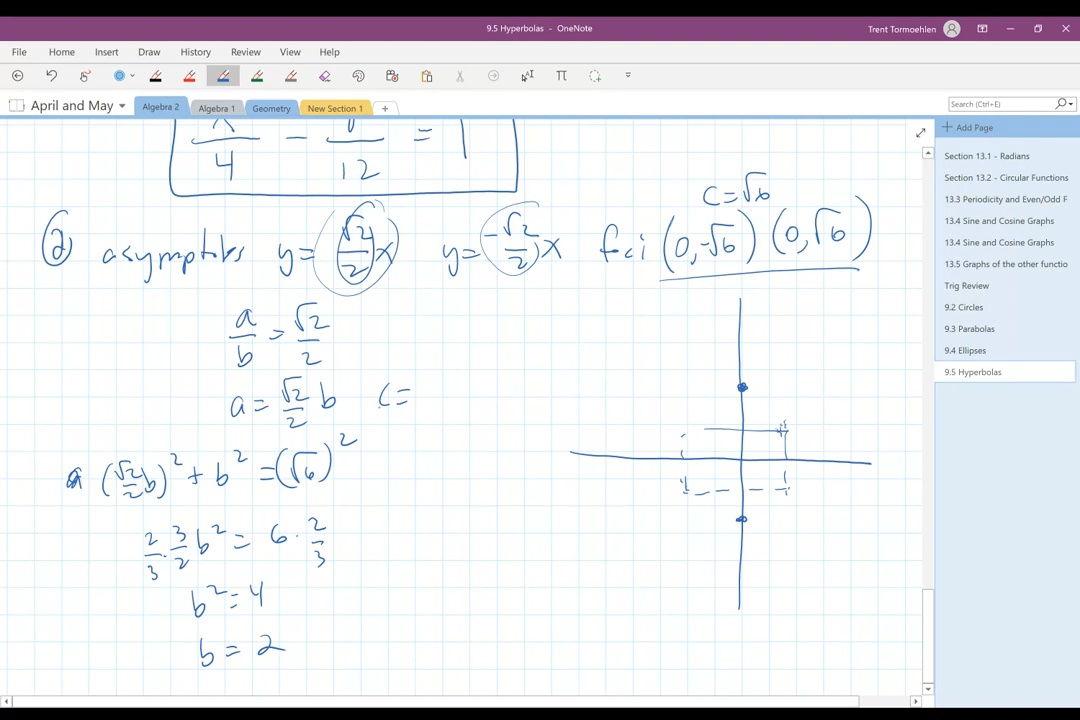 9.5 Hyperbolas - OneNote
Trent Tormoehlen
File Home Insert Draw History Review View Help
April and May
Algebra 2 Algebra 1 Geometry New Section 1 +
Search (Ctrl+E)
Add Page
Section 13.1 - Radians
Section 13.2 - Circular Functions
13.3 Periodicity and Even/Odd F
13.4 Sine and Cosine Graphs
13.4 Sine and Cosine Graphs
13.5 Graphs of the other functio
Trig Review
9.2 Circles
9.3 Parabolas
9.4 Ellipses
9.5 Hyperbolas
/4 - /12 = 1
c = √6
② asymptotes y = (√2/2)x y = (-√2/2)x foci (0, -√6) (0, √6)
a/b = √2/2
a = √2/2 b c =
(√2/2 b)² + b² = (√6)²
2/3 · 3/2 b² = 6 · 2/3
b² = 4
b = 2